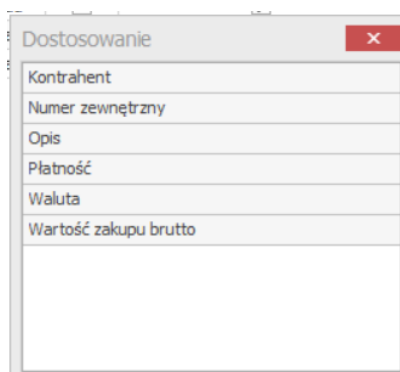 Dostosowanie
Kontrahent
Numer zewnętrzny
Opis
Płatność
Waluta
Wartość zakupu brutto